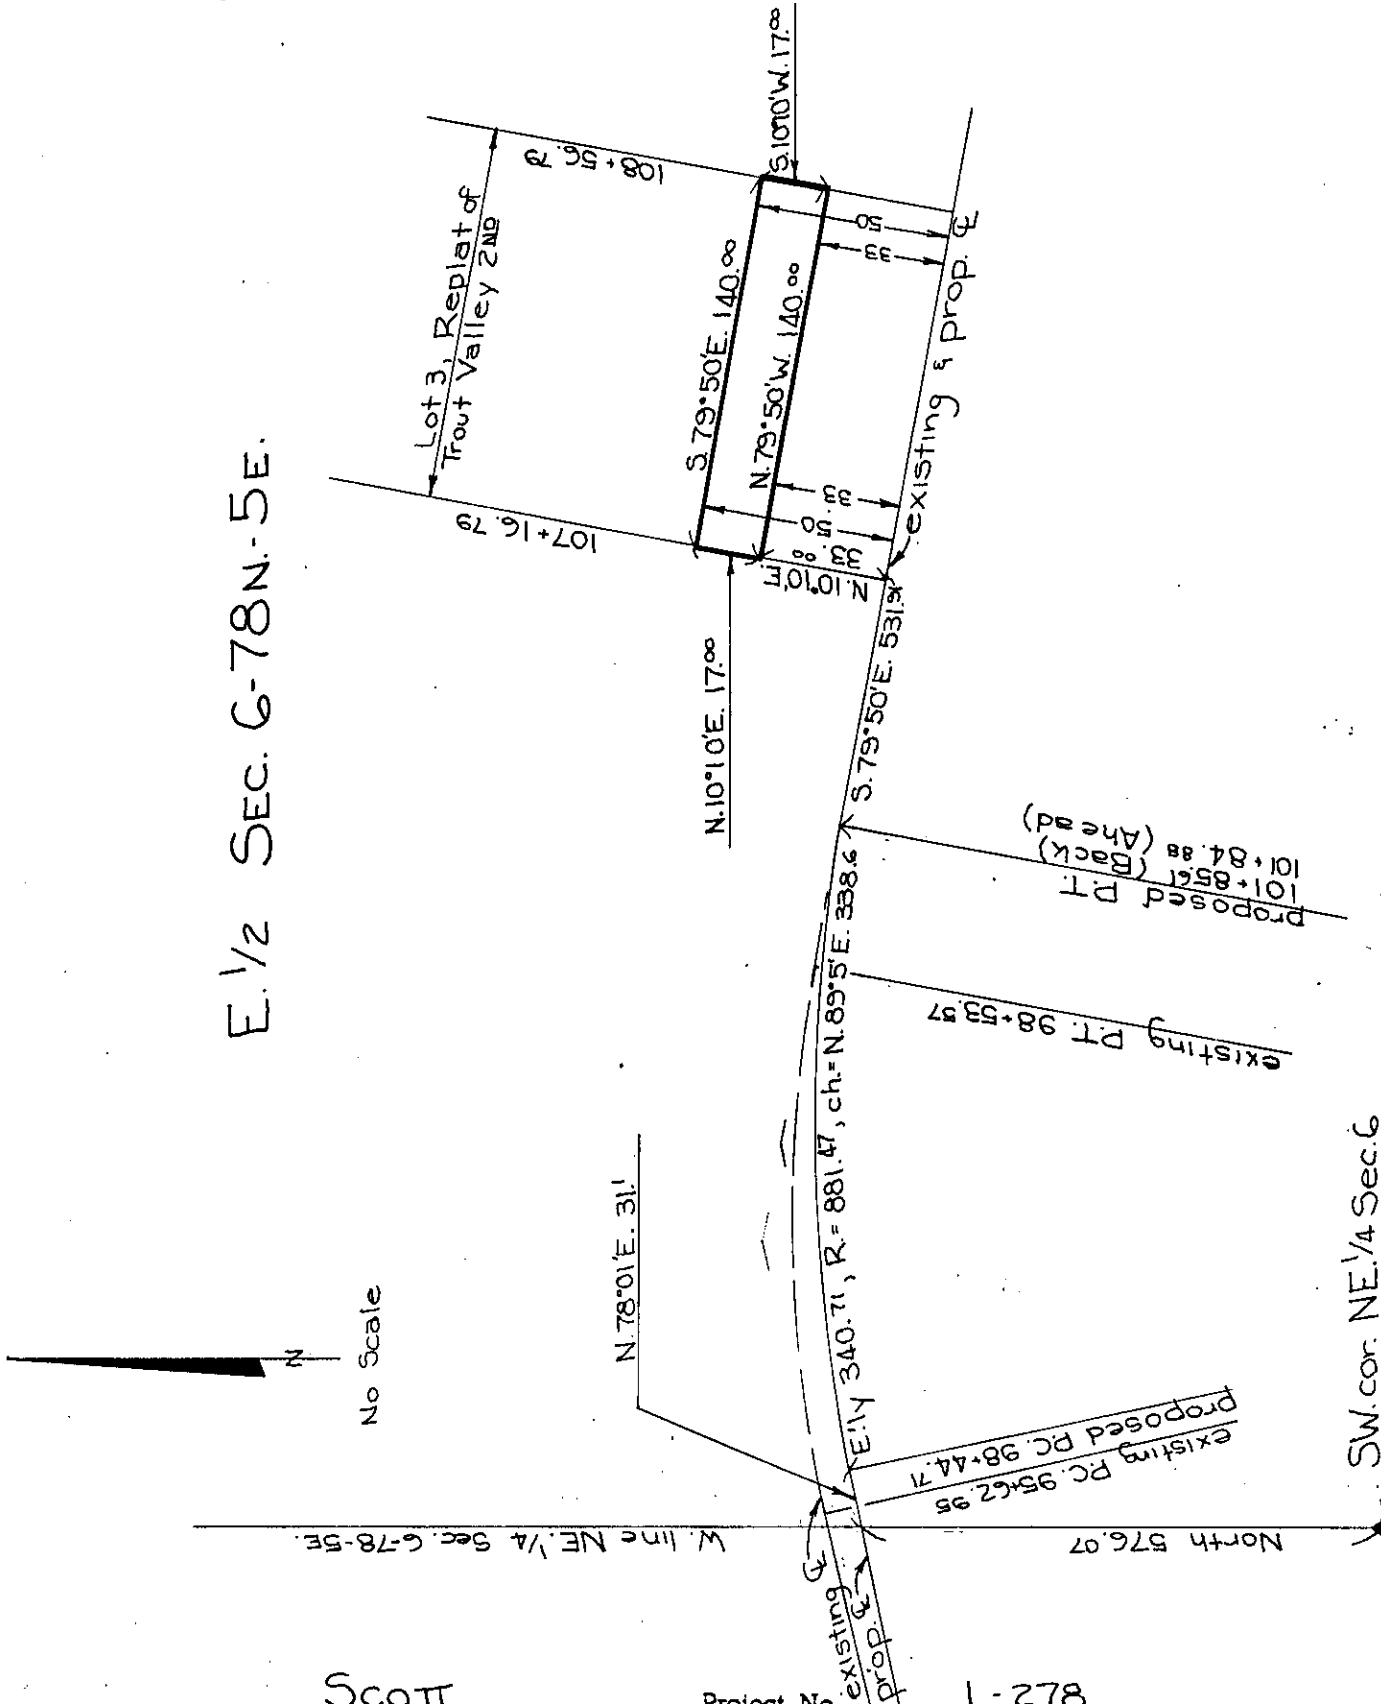 E. 1/2 SEC. 6-78N.-5E.
Lot 3, Replat of
Trout Valley 2ND
107+16.79
108+56.79
S.10°10'W. 17.00
S. 79°50'E. 140.00
N. 79°50'W. 140.00
50
33
50
33
33.00
N.10°10'E.
N.10°10'E. 17.00
existing & prop. ℄
S. 79°50'E. 531.91
proposed P.T.
101+85.61 (Back)
101+84.88 (Ahead)
existing P.T. 98+53.57
E'ly 340.71, R.= 881.47, ch.=N.89°5'E. 338.6
N. 78°01'E. 31.1
N
No Scale
proposed P.C. 98+44.71
existing P.C. 95+62.95
W. line NE.1/4 Sec. 6-78-5E.
North 576.07
SW. cor. NE.1/4 Sec.6
existing ℄
prop. ℄
SCOTT
Project No.
1-278